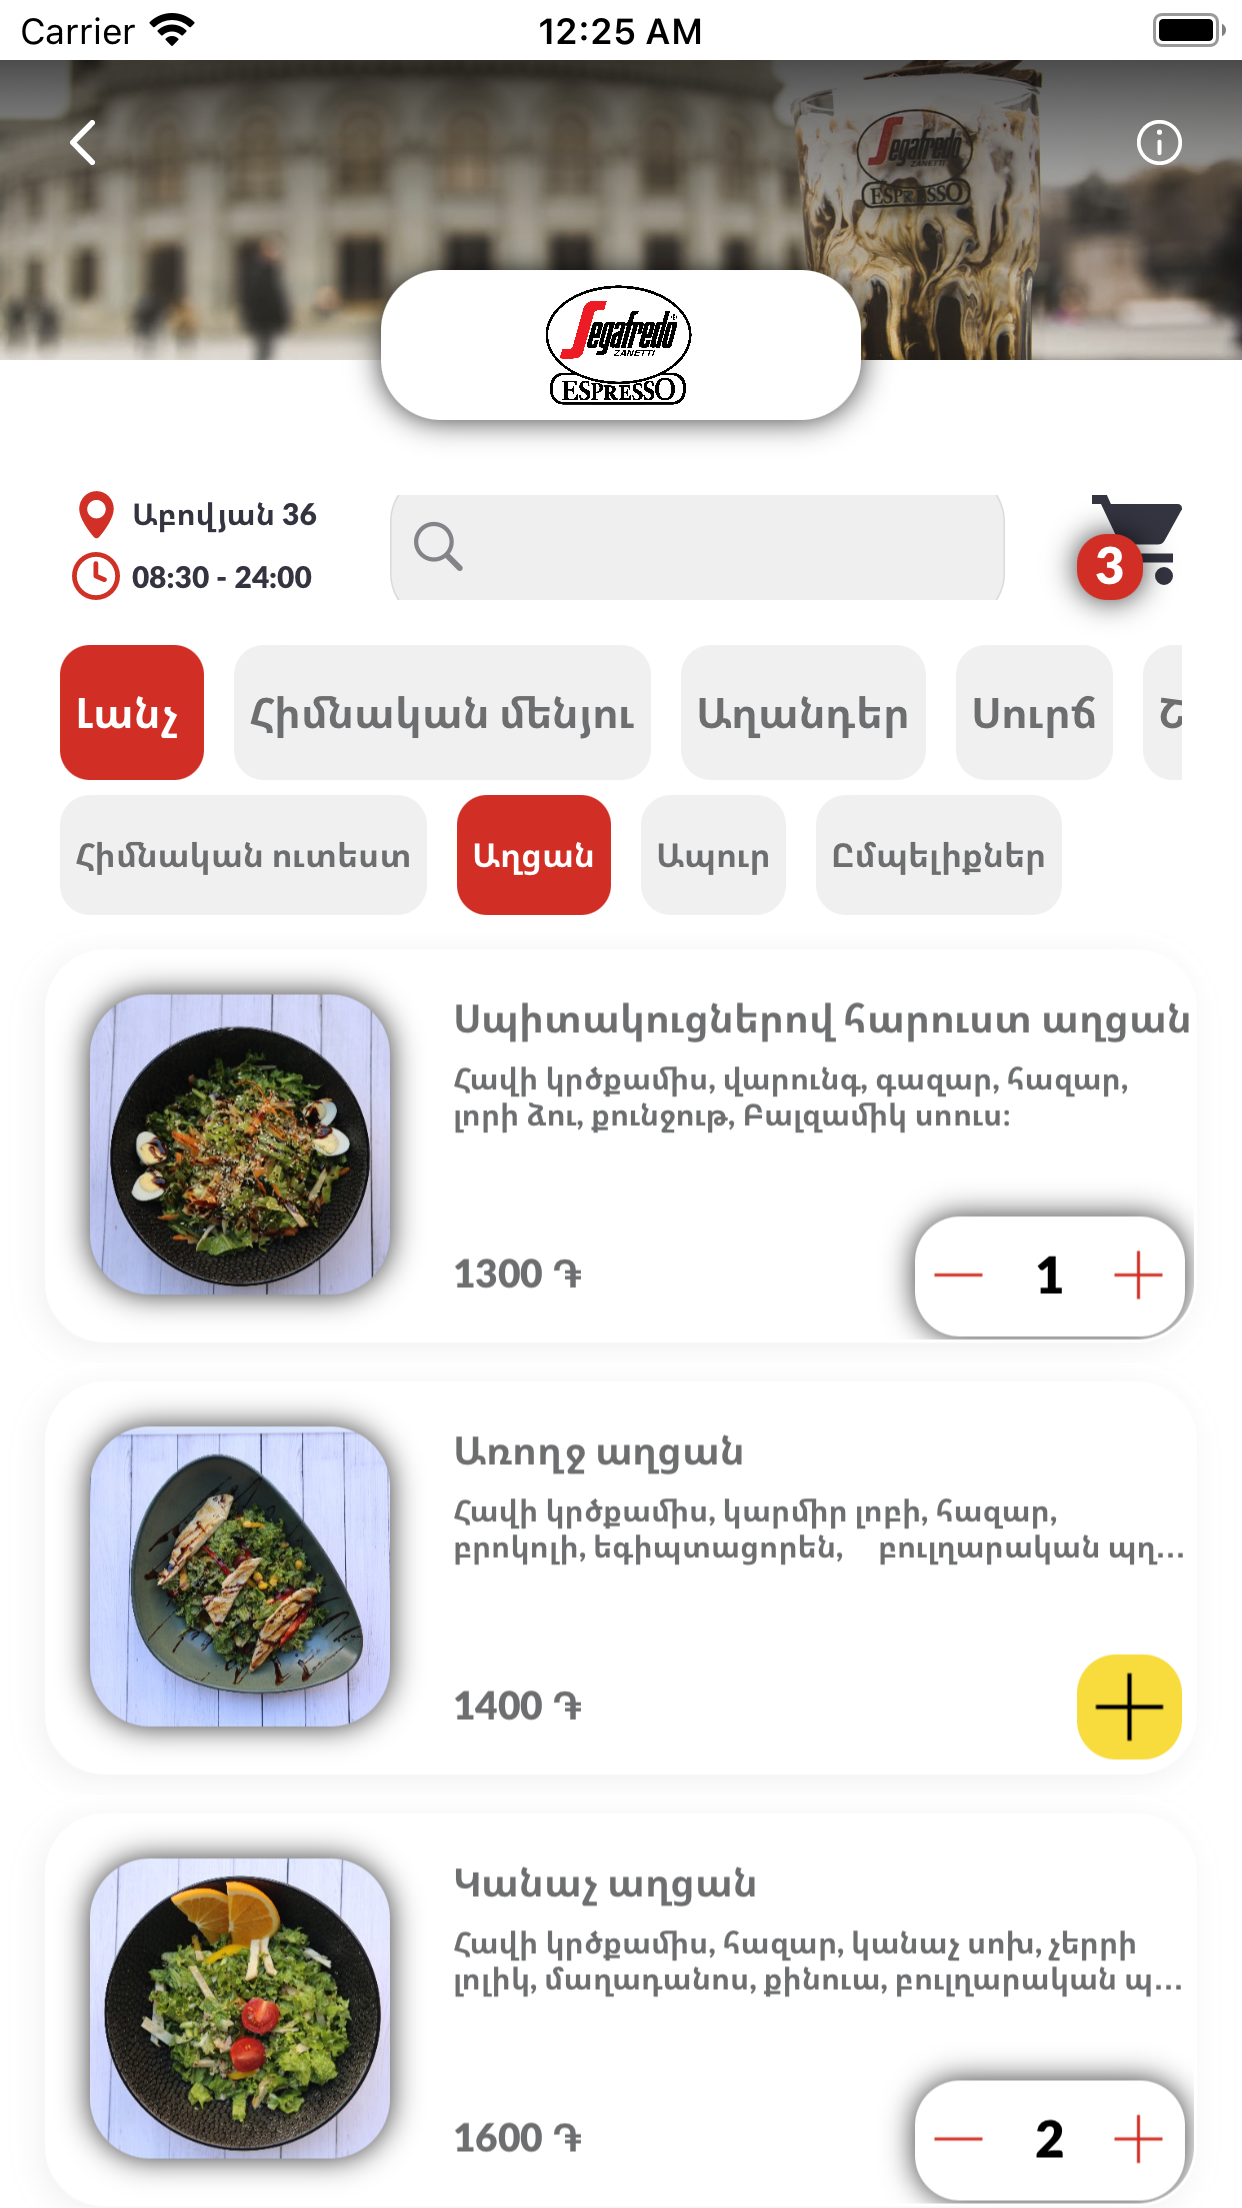 Carrier
12:25 AM
Segafredo
ZANETTI
ESPRESSO
Segafredo
ZANETTI
ESPRESSO
Աբովյան 36
08:30 - 24:00
3
Լանչ
Հիմնական մենյու
Աղանդեր
Սուրճ
Հիմնական ուտեստ
Աղցան
Ապուր
Ըմպելիքներ
Սպիտակուցներով հարուստ աղցան
Հավի կրծքամիս, վարունգ, գազար, հազար,
լորի ձու, քունջութ, Բալզամիկ սոուս:
1300 ֏
1
Առողջ աղցան
Հավի կրծքամիս, կարմիր լոբի, հազար,
բրոկոլի, եգիպտացորեն, բուլղարական պղ...
1400 ֏
Կանաչ աղցան
Հավի կրծքամիս, հազար, կանաչ սոխ, չերրի
լոլիկ, մաղադանոս, քինուա, բուլղարական պ...
1600 ֏
2